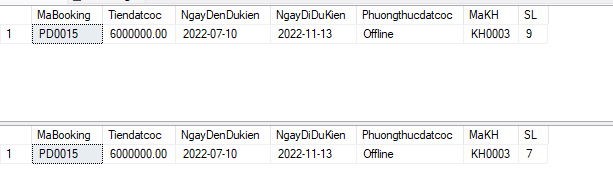 MaBooking Tiendatcoc NgayDenDukien NgayDiDuKien Phuongthucdatcoc MaKH SL
1 PD0015 6000000.00 2022-07-10 2022-11-13 Offline KH0003 9
MaBooking Tiendatcoc NgayDenDukien NgayDiDuKien Phuongthucdatcoc MaKH SL
1 PD0015 6000000.00 2022-07-10 2022-11-13 Offline KH0003 7